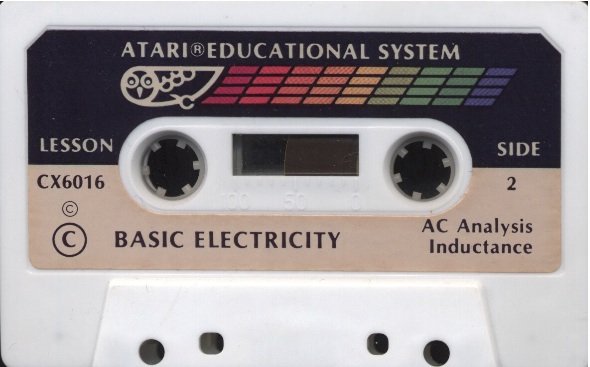 ATARI®EDUCATIONAL SYSTEM
LESSON
SIDE
CX6016
2
©
Ⓒ BASIC ELECTRICITY
AC Analysis
Inductance
100 50 0